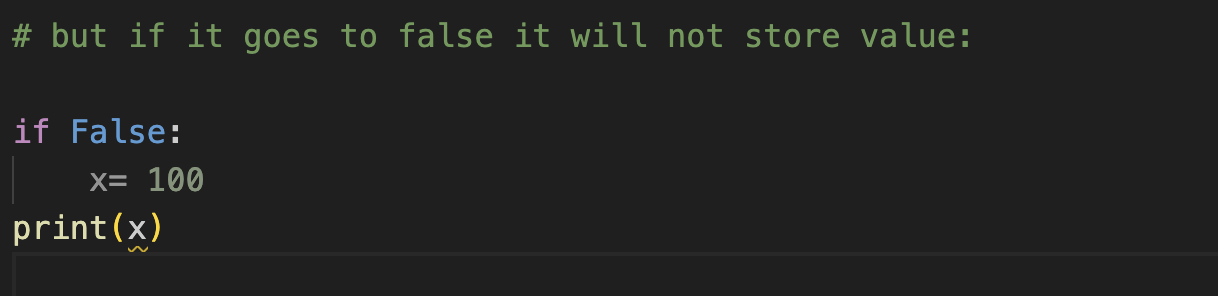 # but if it goes to false it will not store value:
if False:
    x= 100
print(x)